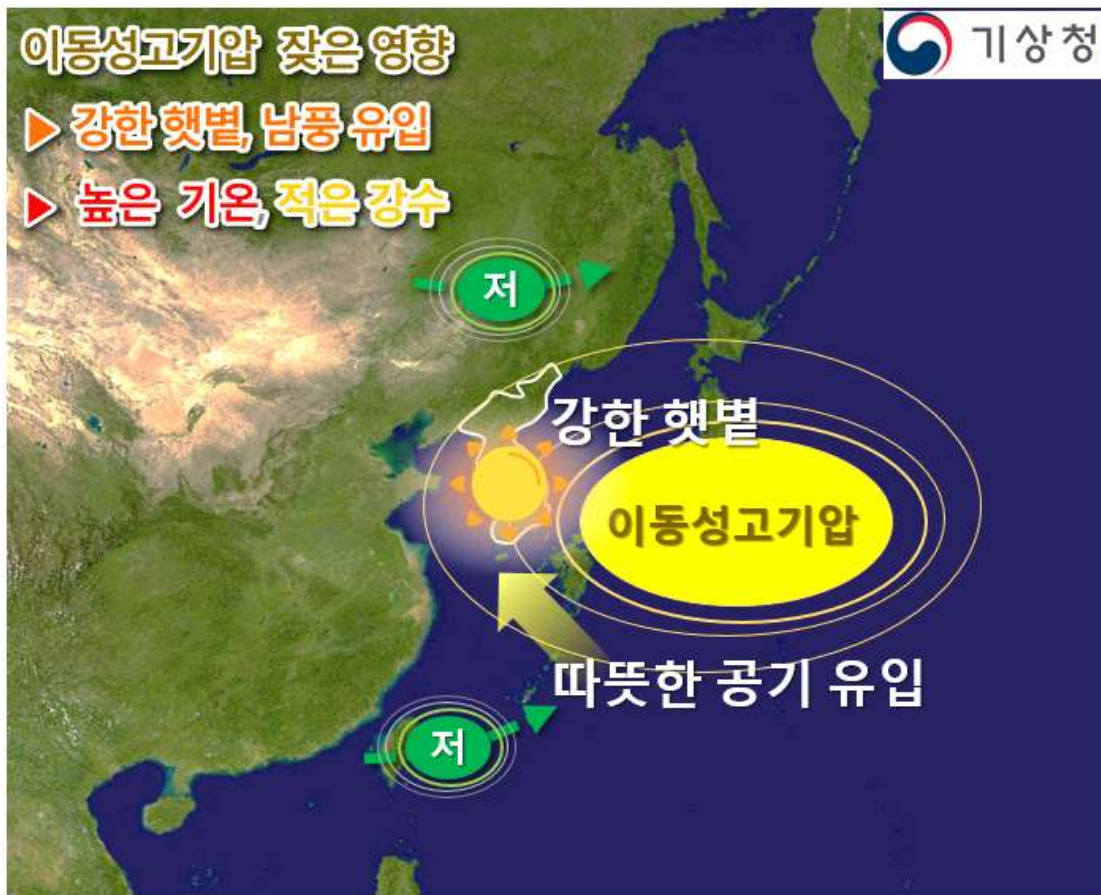 이동성고기압 잦은 영향
기상청
▶ 강한 햇볕, 남풍 유입
▶ 높은 기온, 적은 강수
저
강한 햇볕
이동성고기압
따뜻한 공기 유입
저